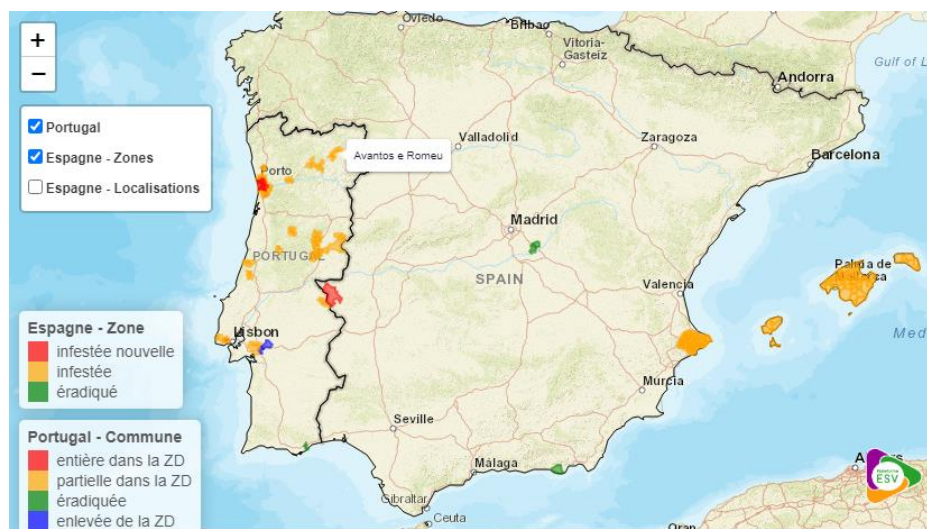 +
−
Portugal
Espagne - Zones
Espagne - Localisations
Oviedo
Bilbao
Vitoria-
Gasteiz
Andorra
Gulf of L
Valladolid
Zaragoza
Barcelona
Avantos e Romeu
Porto
Madrid
PORTUGAL
SPAIN
Palma de
Mallorca
Valencia
Med
Lisbon
Murcia
Seville
Málaga
Gibraltar
Ceuta
Oran
ESV
Espagne - Zone
infestée nouvelle
infestée
éradiqué
Portugal - Commune
entière dans la ZD
partielle dans la ZD
éradiquée
enlevée de la ZD